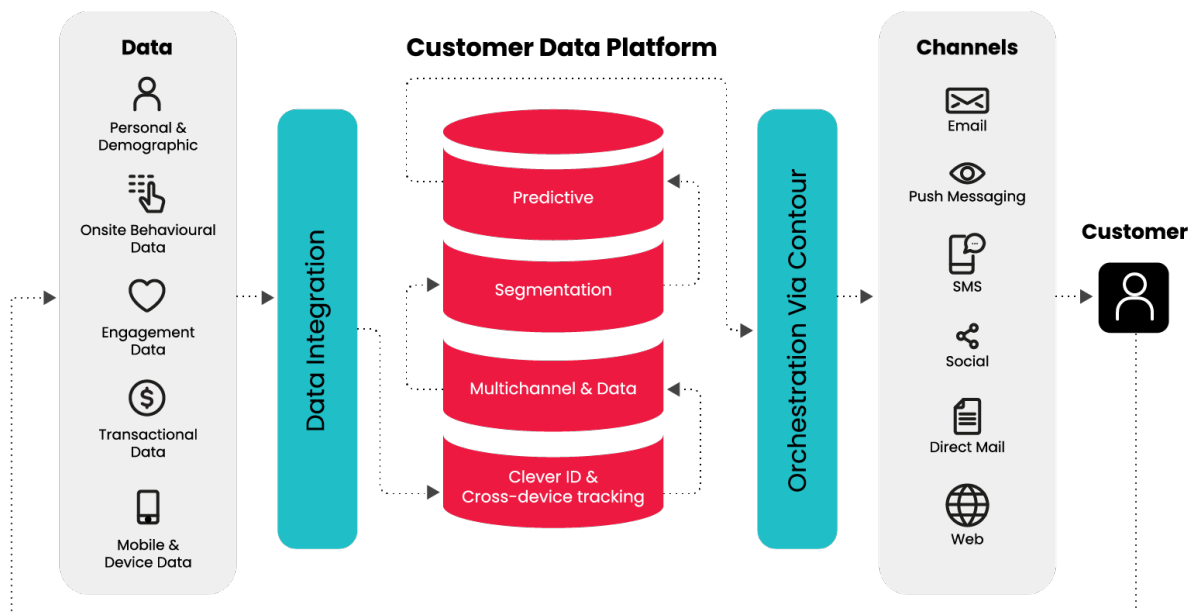 Data
Personal &
Demographic
Onsite Behavioural
Data
Engagement
Data
Transactional
Data
Mobile &
Device Data
Data Integration
Customer Data Platform
Predictive
Segmentation
Multichannel & Data
Clever ID &
Cross-device tracking
Orchestration Via Contour
Channels
Email
Push Messaging
SMS
Social
Direct Mail
Web
Customer